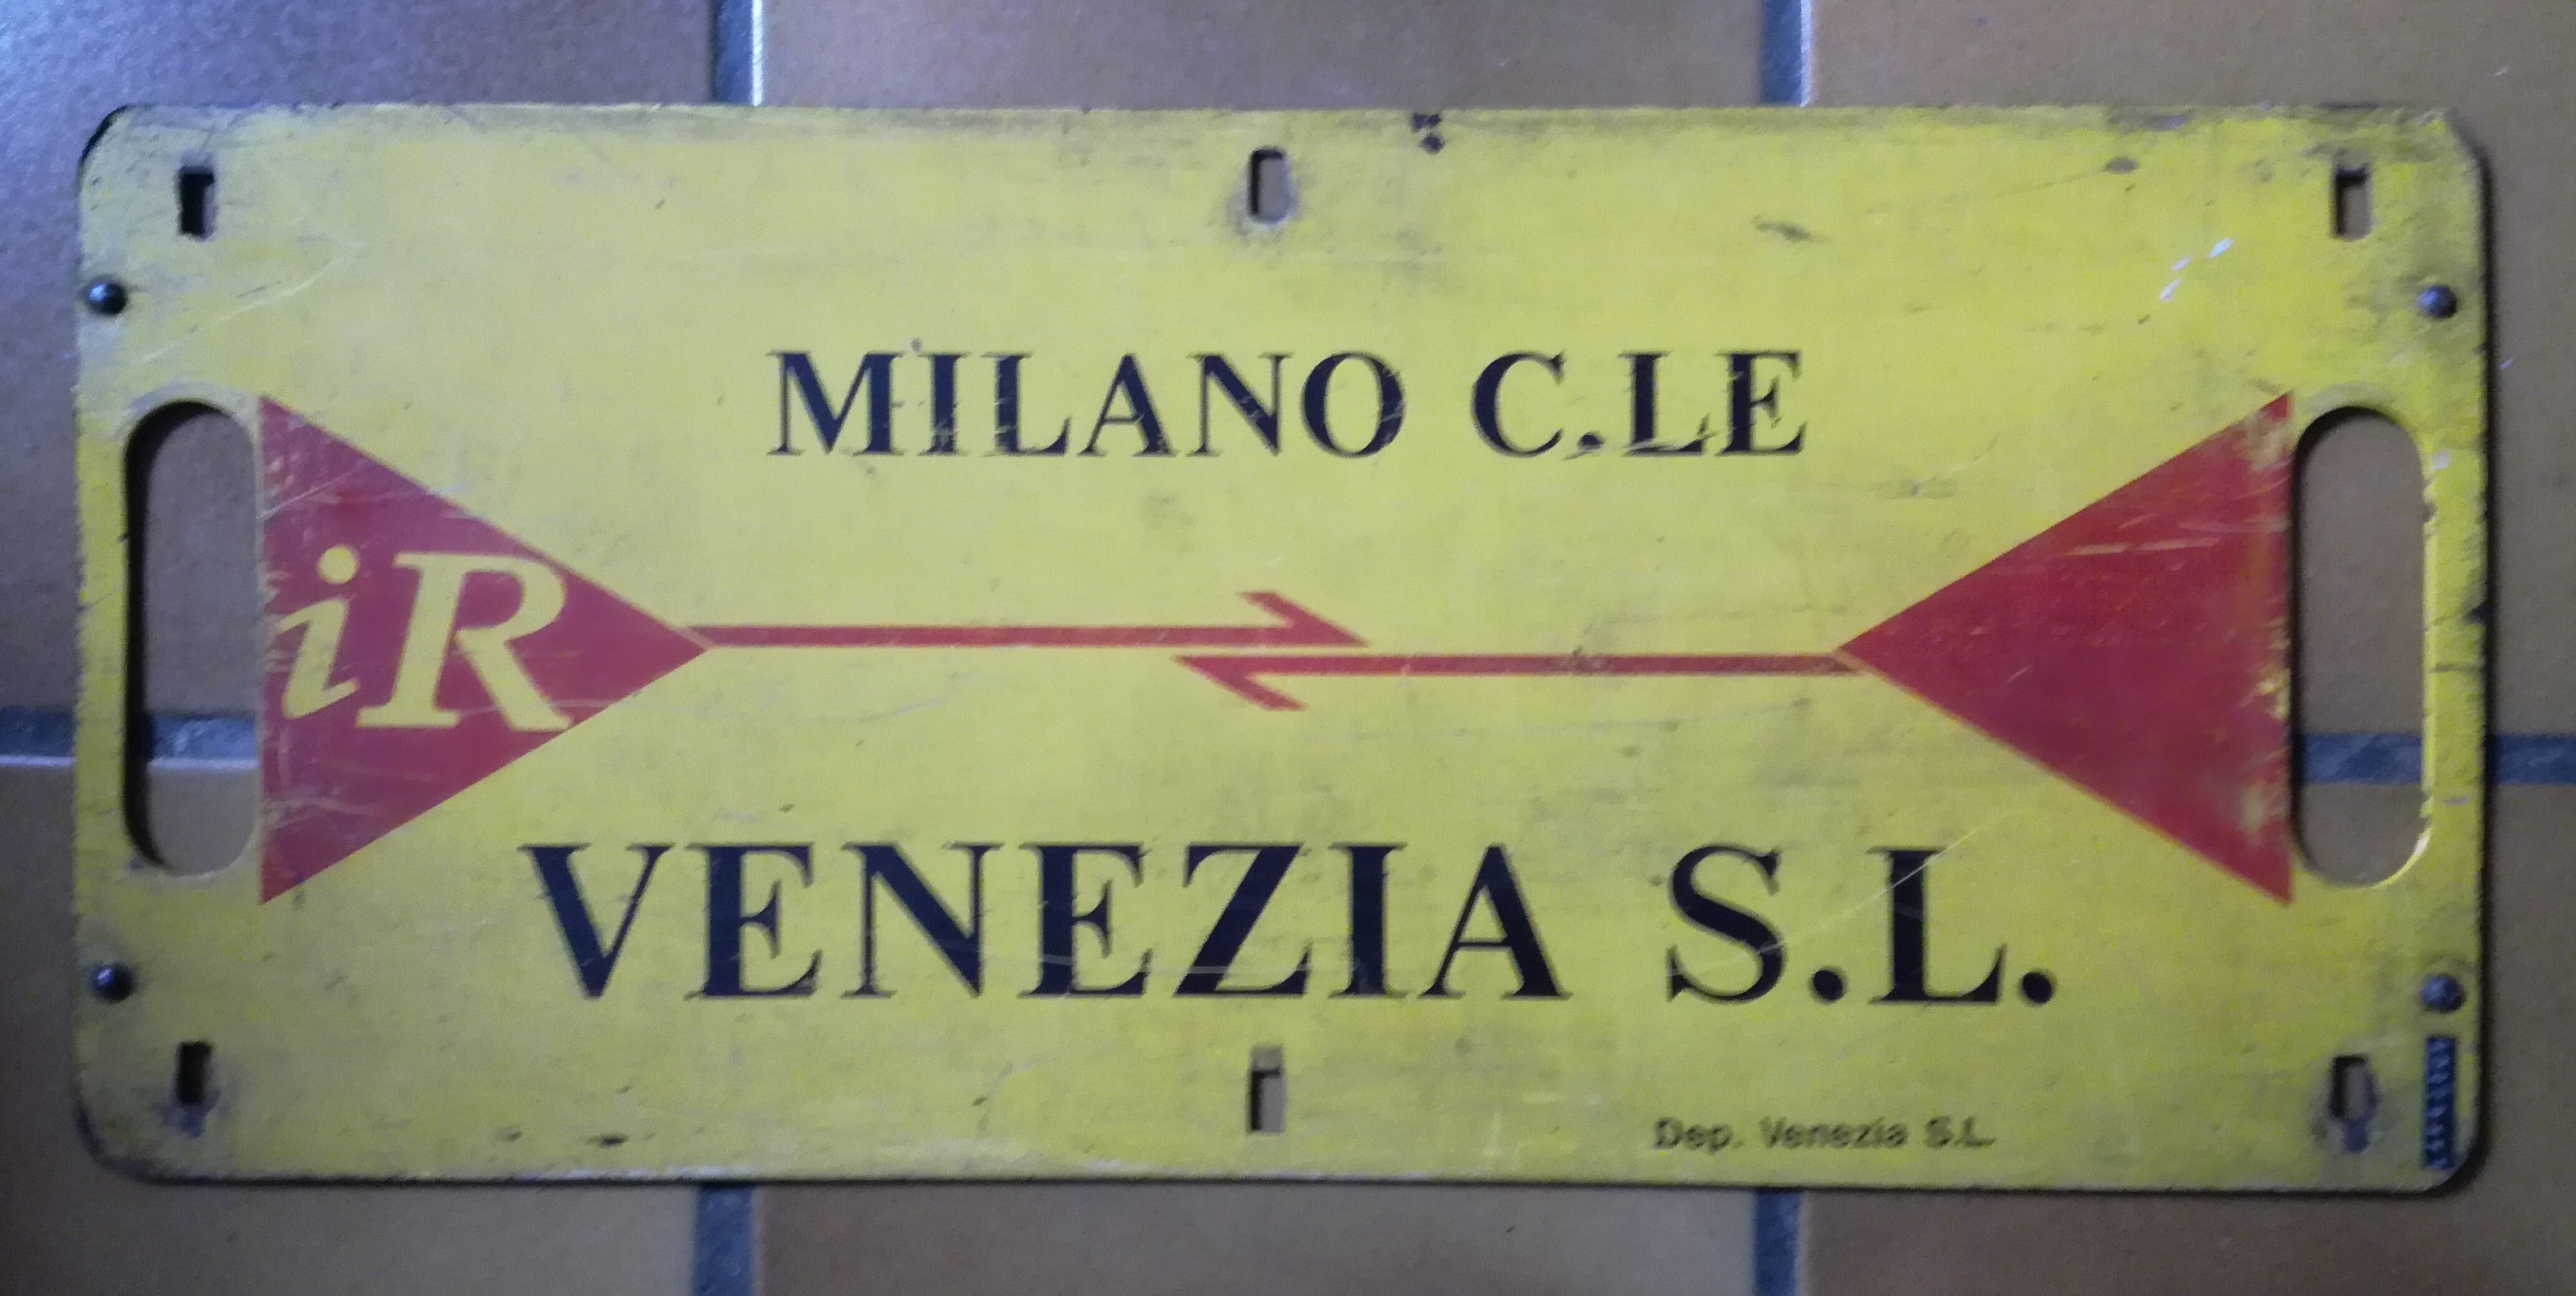 MILANO C.LE
iR
VENEZIA S.L.
Dep. Venezia S.L.